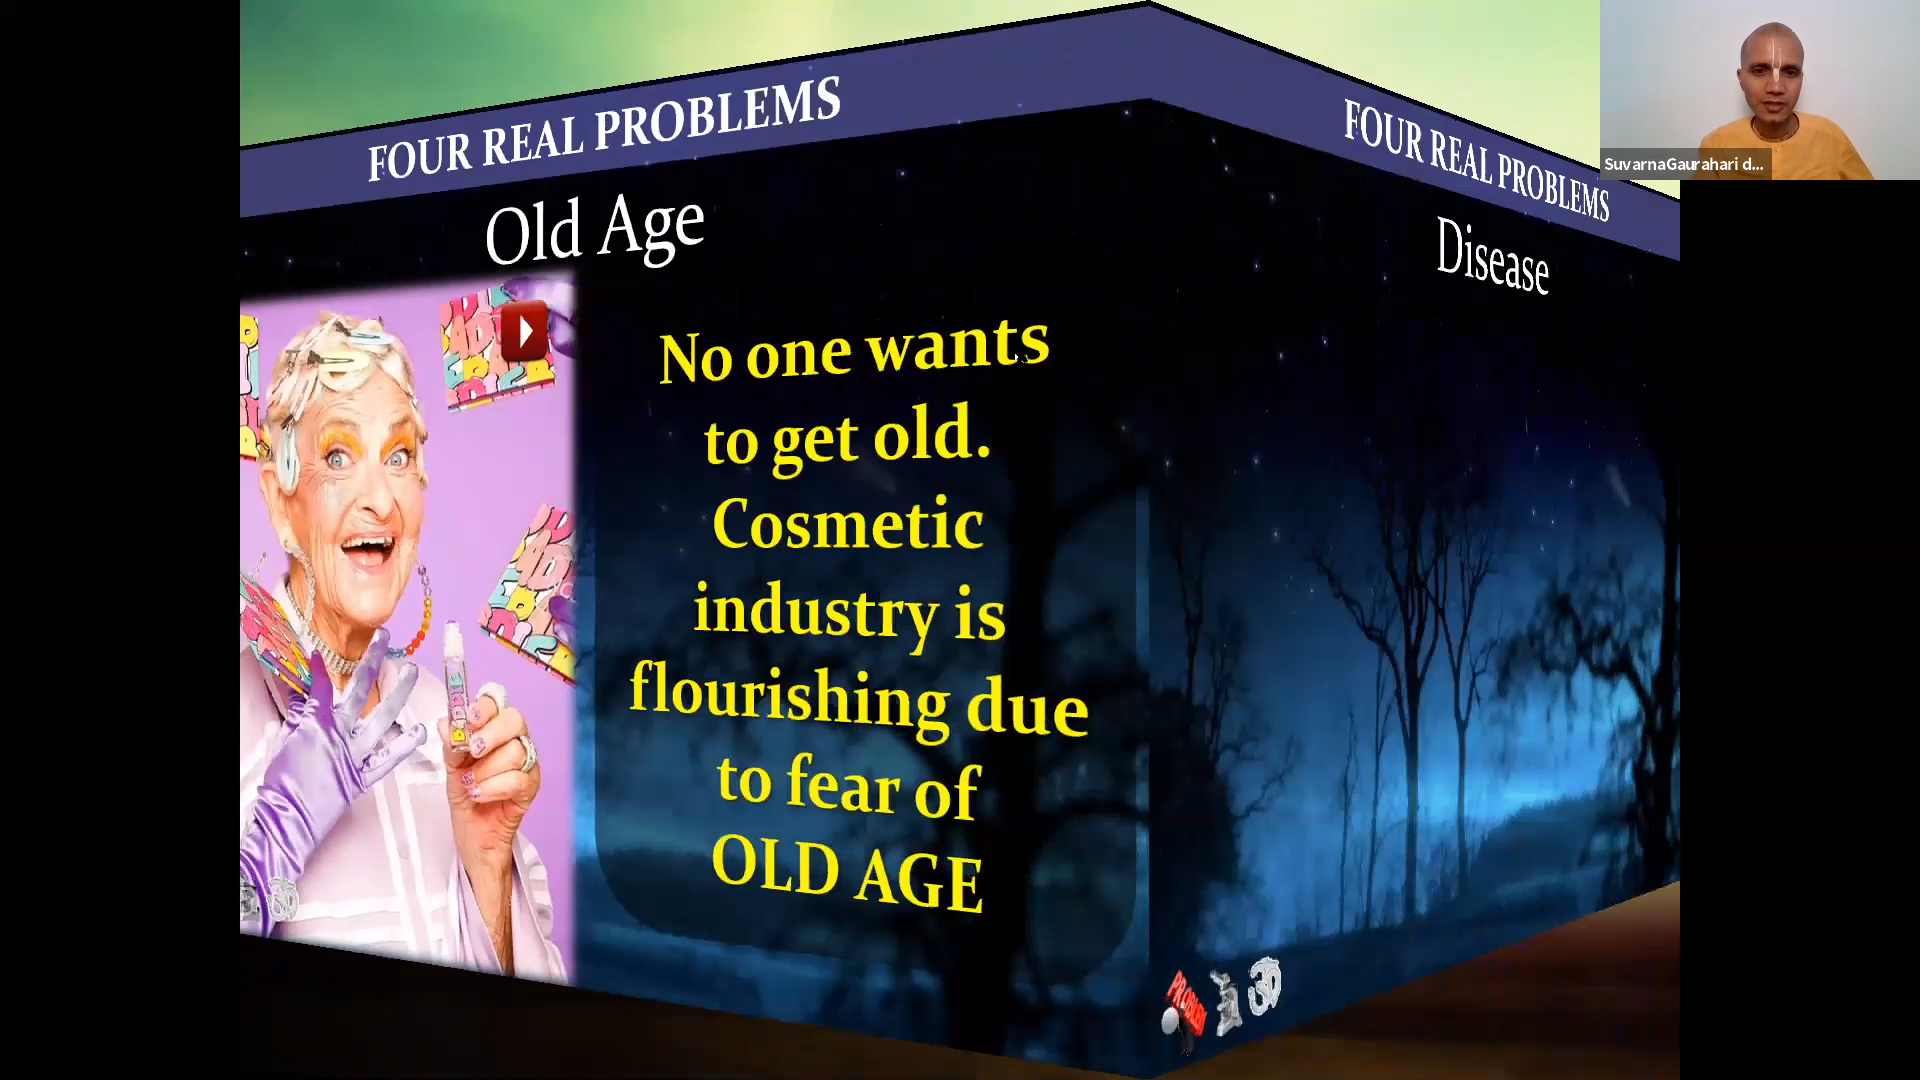 FOUR REAL PROBLEMS
Old Age
No one wants
to get old.
Cosmetic
industry is
flourishing due
to fear of
OLD AGE
FOUR REAL PROBLEMS
Disease
SuvarnaGaurahari d...
PROBLEM
ॐ